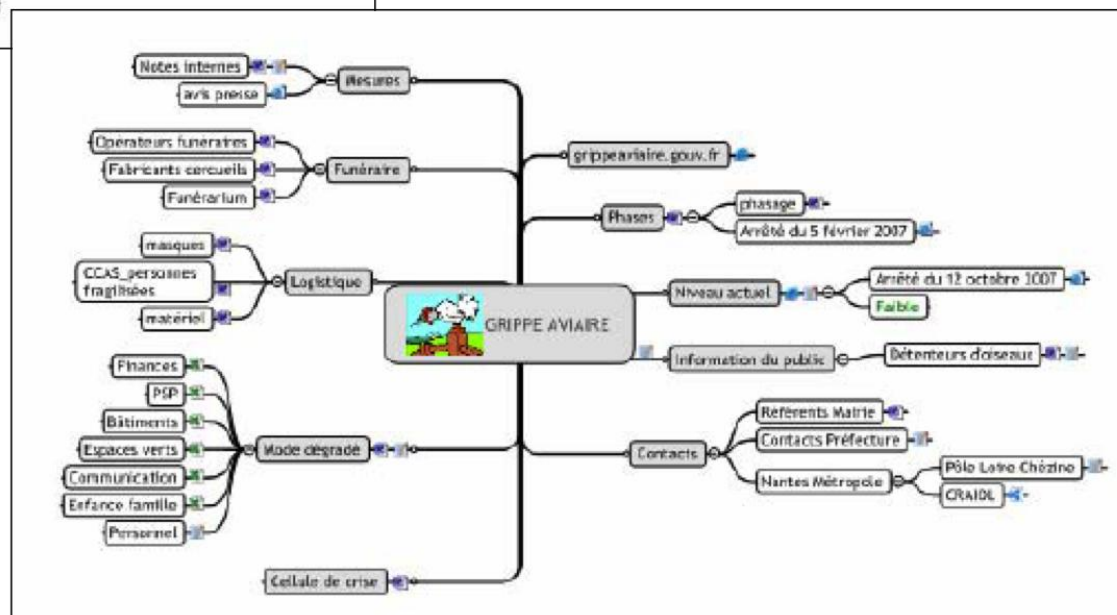 Notes internes
avis presse
Mesures
Opérateurs funéraires
Fabricants cercueils
Funérarium
Funéraire
masques
CCAS_personnes
fragilisées
matériel
Logistique
Finances
PSP
Bâtiments
Espaces verts
Communication
Enfance famille
Personnel
Mode dégradé
Cellule de crise
GRIPPE AVIAIRE
grippeaviaire.gouv.fr
Phases
phasage
Arrêté du 5 février 2007
Niveau actuel
Arrêté du 12 octobre 2007
Faible
Information du public
Détenteurs d'oiseaux
Contacts
Référents Mairie
Contacts Préfecture
Nantes Métropole
Pôle Loire Chézine
CRAIOL